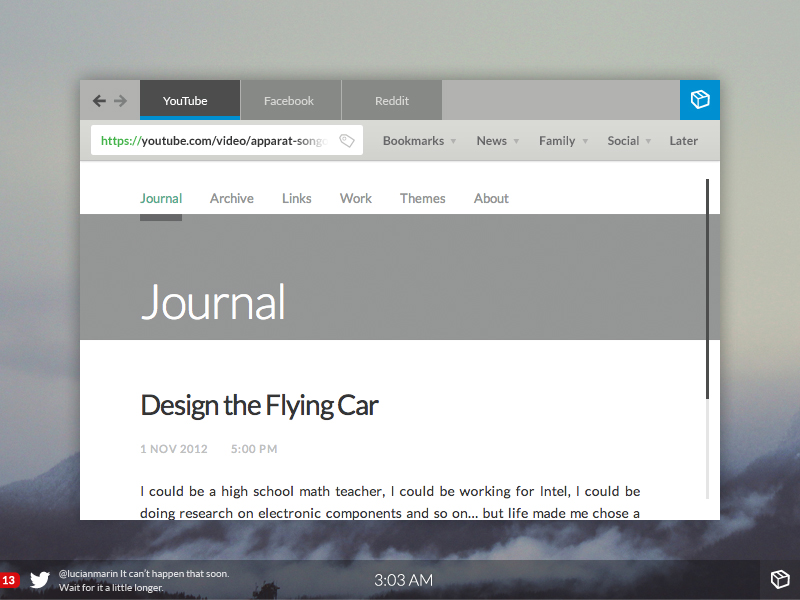 YouTube Facebook Reddit
https://youtube.com/video/apparat-song Bookmarks News Family Social Later
Journal Archive Links Work Themes About
Journal
Design the Flying Car
1 NOV 2012 5:00 PM
I could be a high school math teacher, I could be working for Intel, I could be
doing research on electronic components and so on... but life made me chose a
13 @lucianmarin It can't happen that soon.
Wait for it a little longer.
3:03 AM